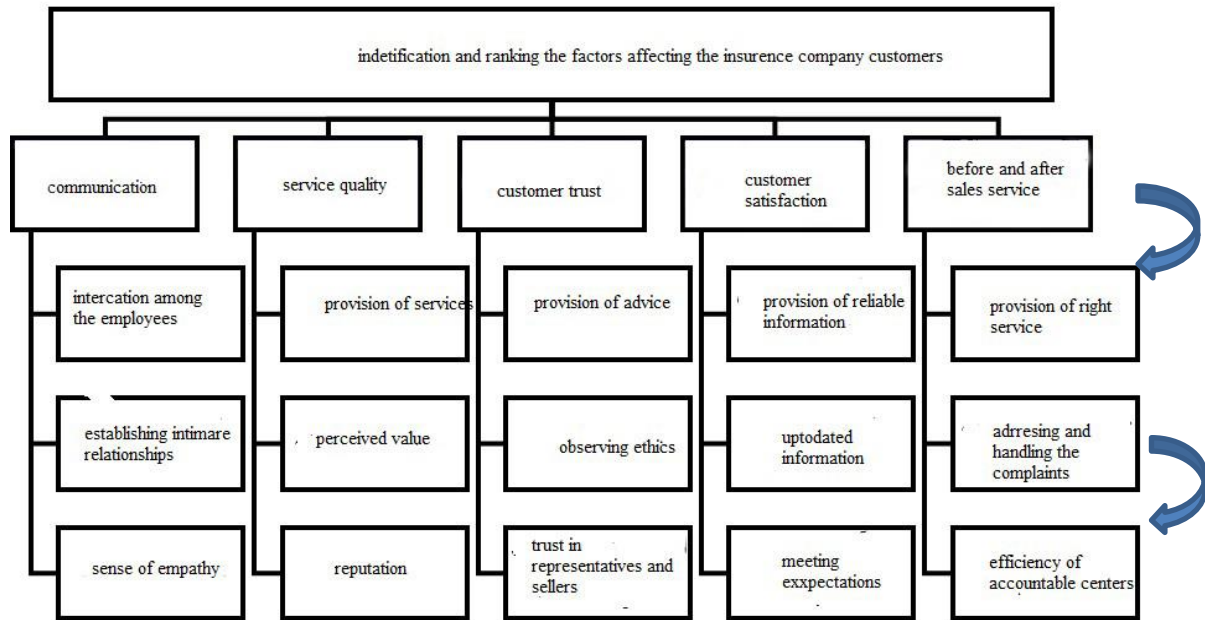 indetification and ranking the factors affecting the insurence company customers
communication
service quality
customer trust
customer
satisfaction
before and after
sales service
intercation among
the employees
provision of services
provision of advice
provision of reliable
information
provision of right
service
establishing intimare
relationships
perceived value
observing ethics
uptodated
information
adrresing and
handling the
complaints
sense of empathy
reputation
trust in
representatives and
sellers
meeting
exxpectations
efficiency of
accountable centers